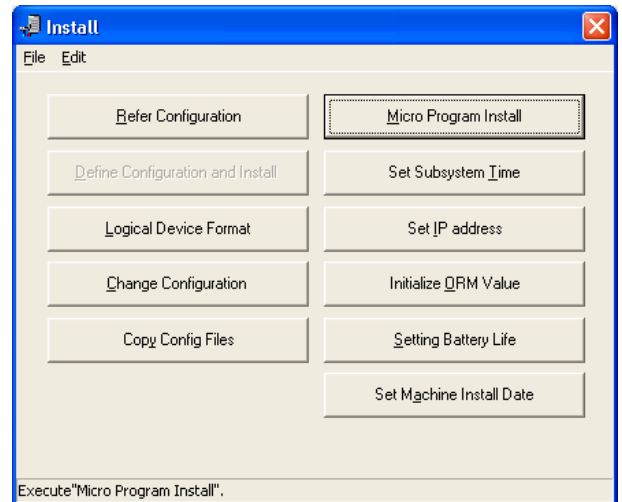 Install
File Edit
Refer Configuration
Micro Program Install
Define Configuration and Install
Set Subsystem Time
Logical Device Format
Set IP address
Change Configuration
Initialize ORM Value
Copy Config Files
Setting Battery Life
Set Machine Install Date
Execute"Micro Program Install".